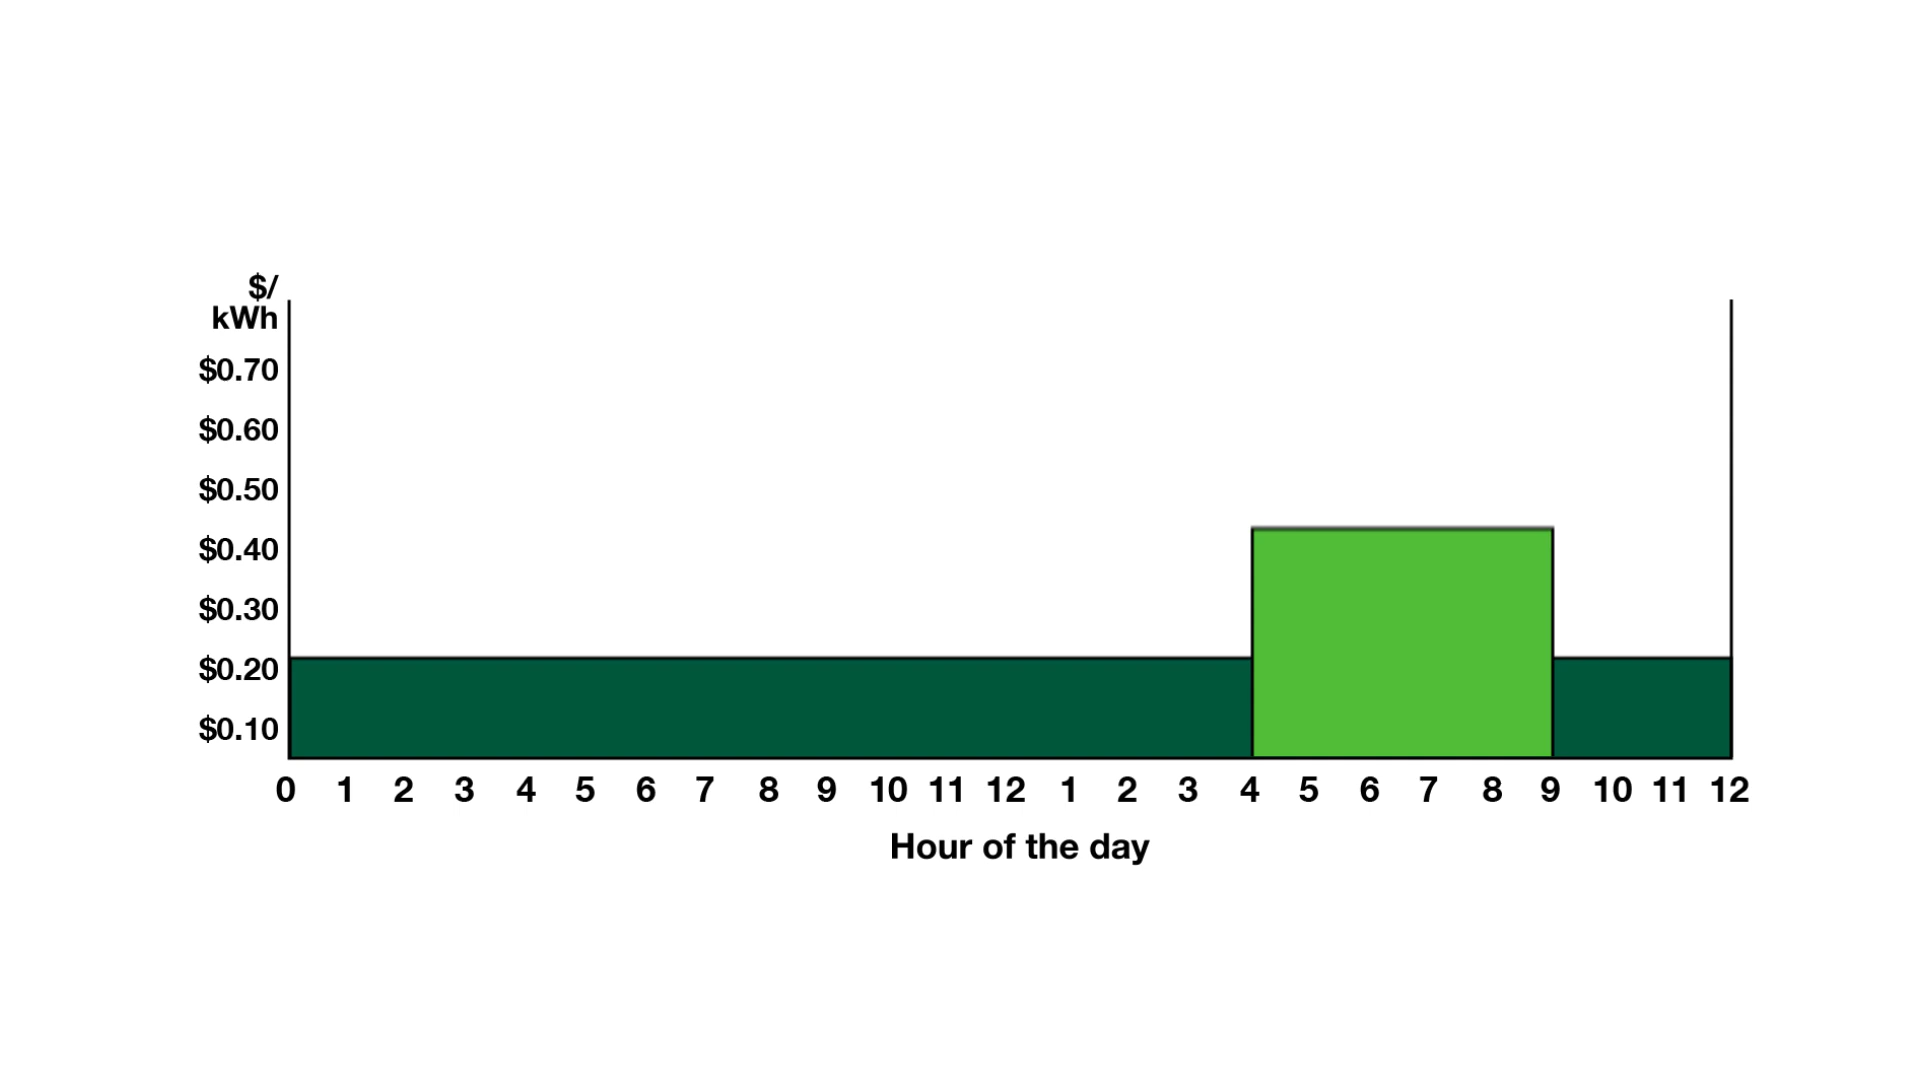 $/
kWh
$0.70
$0.60
$0.50
$0.40
$0.30
$0.20
$0.10
0 1 2 3 4 5 6 7 8 9 10 11 12 1 2 3 4 5 6 7 8 9 10 11 12
Hour of the day